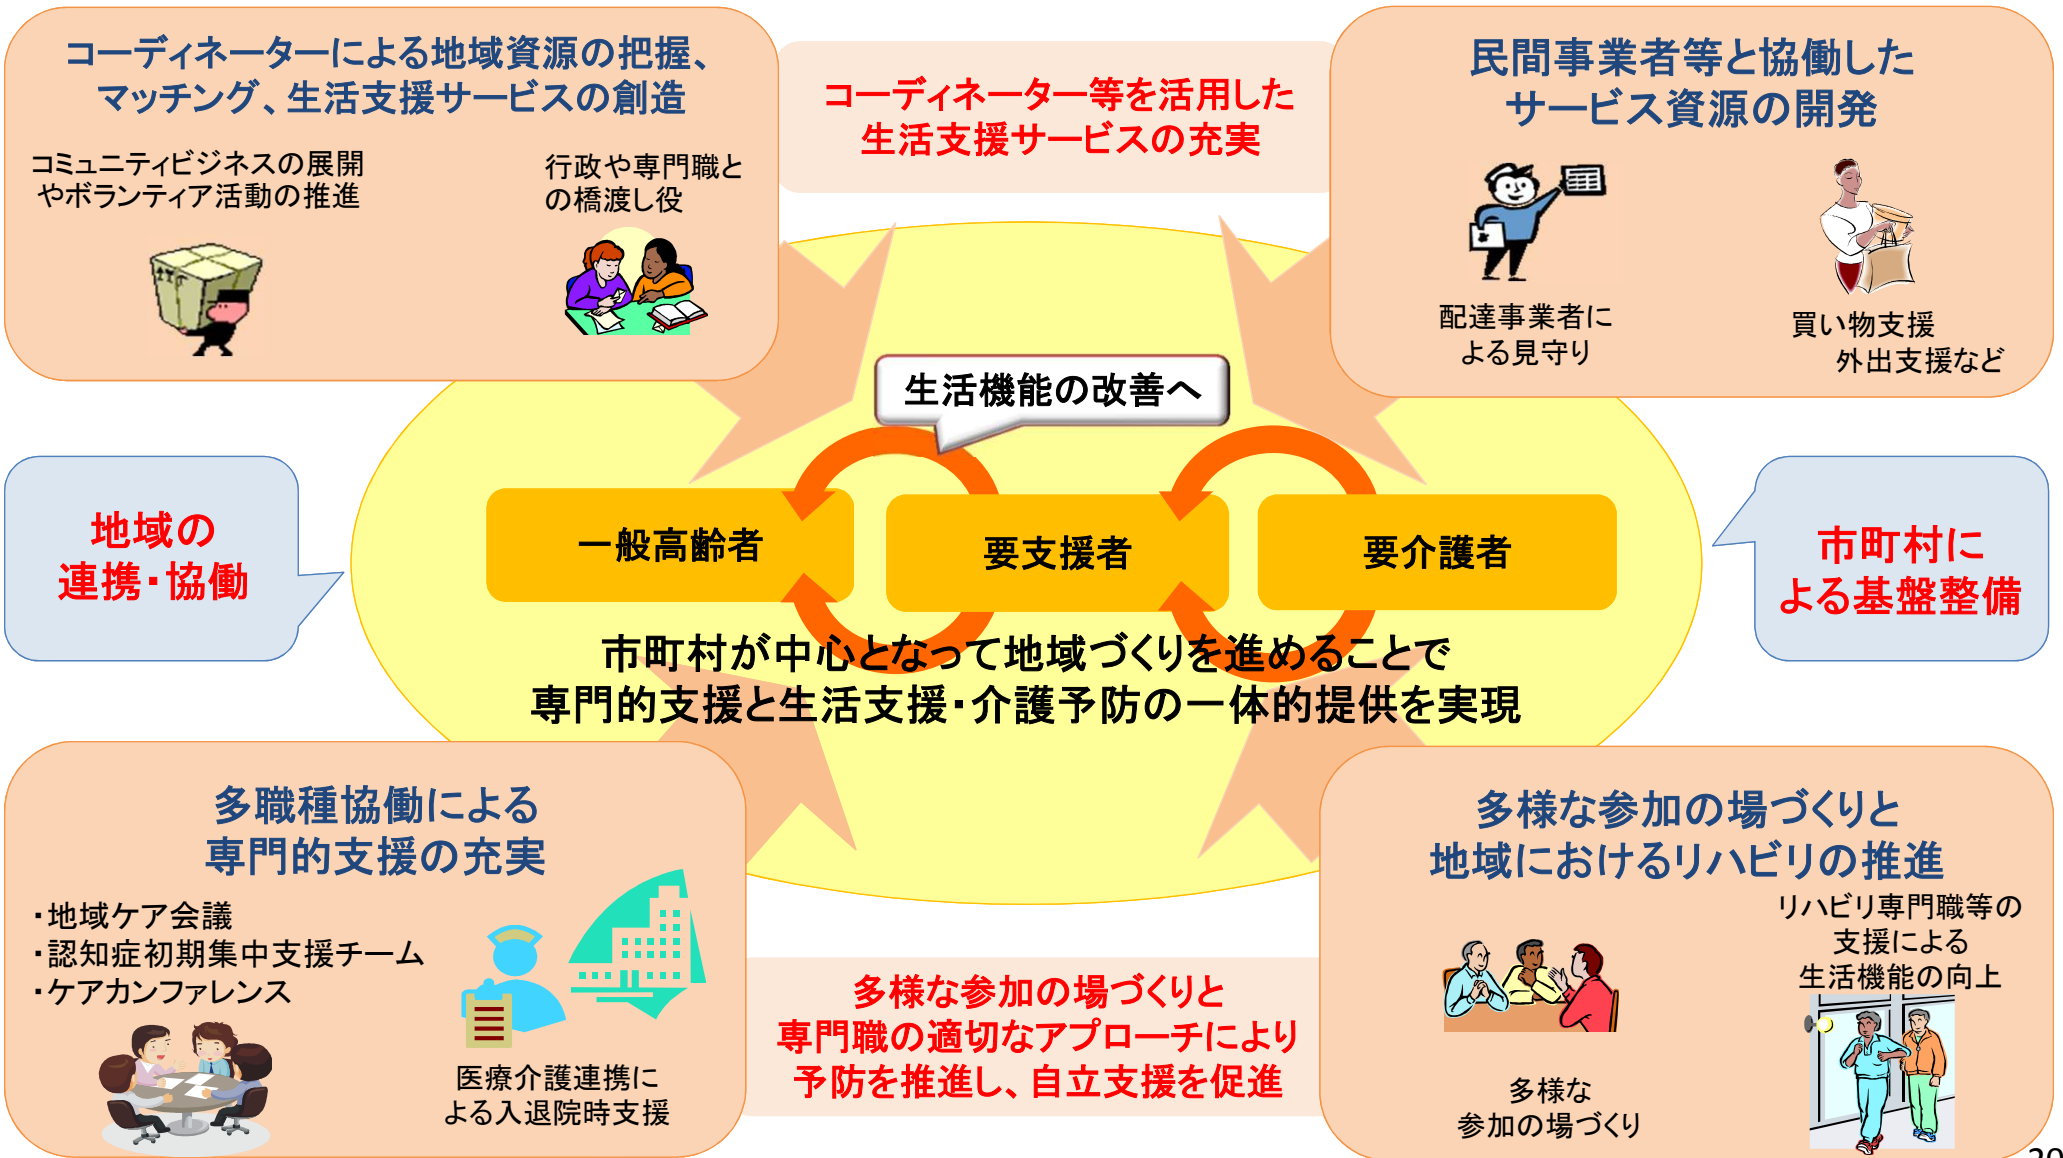 コーディネーターによる地域資源の把握、
マッチング、生活支援サービスの創造
コミュニティビジネスの展開
やボランティア活動の推進
行政や専門職と
の橋渡し役
コーディネーター等を活用した
生活支援サービスの充実
民間事業者等と協働した
サービス資源の開発
配達事業者に
よる見守り
買い物支援
外出支援など
生活機能の改善へ
地域の
連携・協働
一般高齢者
要支援者
要介護者
市町村に
よる基盤整備
市町村が中心となって地域づくりを進めることで
専門的支援と生活支援・介護予防の一体的提供を実現
多職種協働による
専門的支援の充実
・地域ケア会議
・認知症初期集中支援チーム
・ケアカンファレンス
医療介護連携に
よる入退院時支援
多様な参加の場づくりと
専門職の適切なアプローチにより
予防を推進し、自立支援を促進
多様な参加の場づくりと
地域におけるリハビリの推進
リハビリ専門職等の
支援による
生活機能の向上
多様な
参加の場づくり